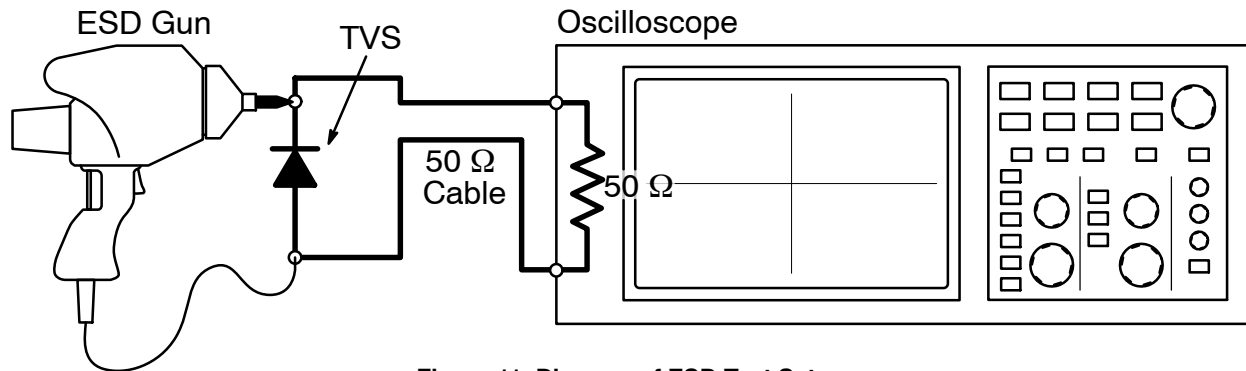 ESD Gun
TVS
Oscilloscope
50 Ω
Cable
50 Ω